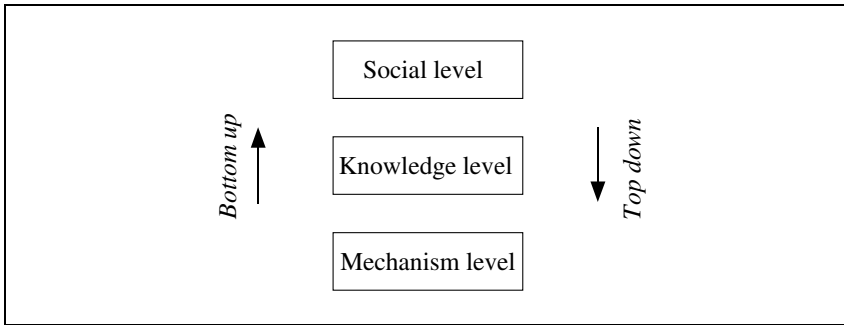 Social level
Bottom up
Knowledge level
Top down
Mechanism level